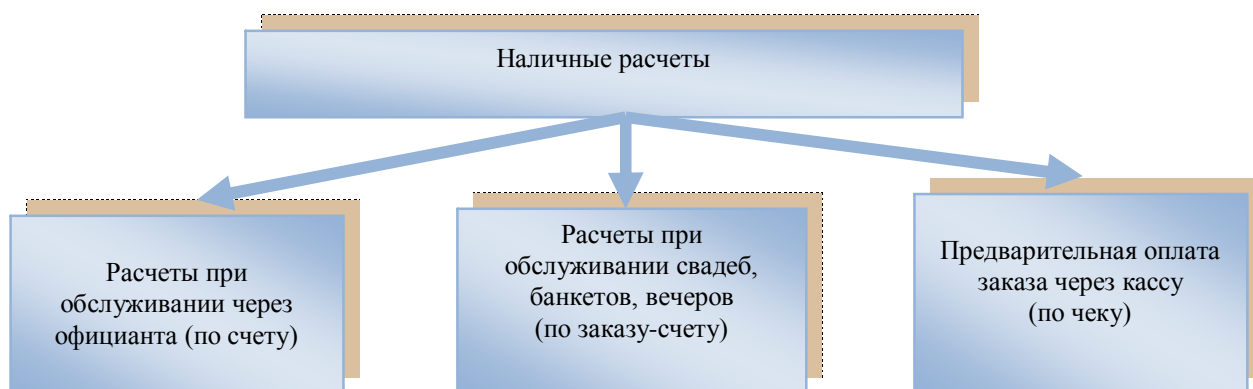 Наличные расчеты
Расчеты при
обслуживании через
официанта (по счету)
Расчеты при
обслуживании свадеб,
банкетов, вечеров
(по заказу-счету)
Предварительная оплата
заказа через кассу
(по чеку)